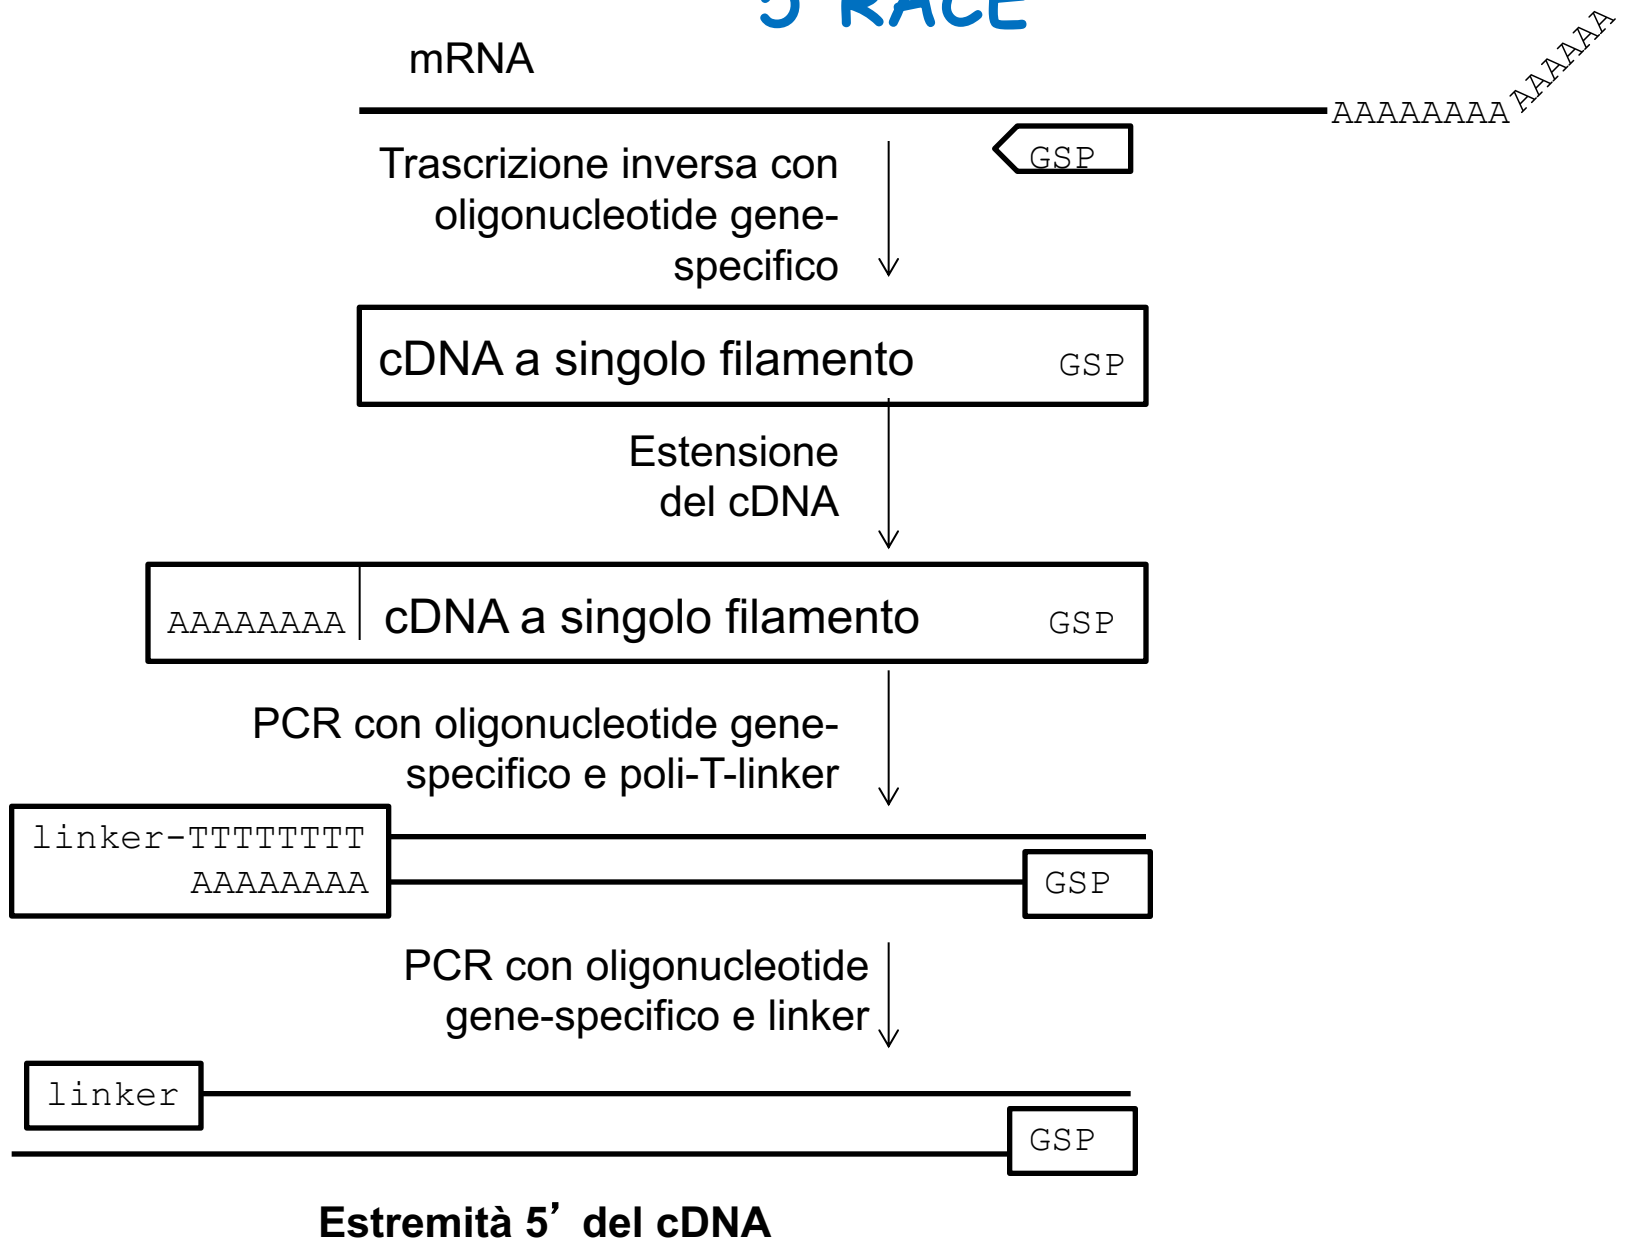 5' RACE
mRNA
AAAAAAAA
AAAAAA
GSP
Trascrizione inversa con
oligonucleotide gene-
specifico
cDNA a singolo filamento GSP
Estensione
del cDNA
AAAAAAAA cDNA a singolo filamento GSP
PCR con oligonucleotide gene-
specifico e poli-T-linker
linker-TTTTTTTT
AAAAAAAA
GSP
PCR con oligonucleotide
gene-specifico e linker
linker
GSP
Estremità 5’ del cDNA